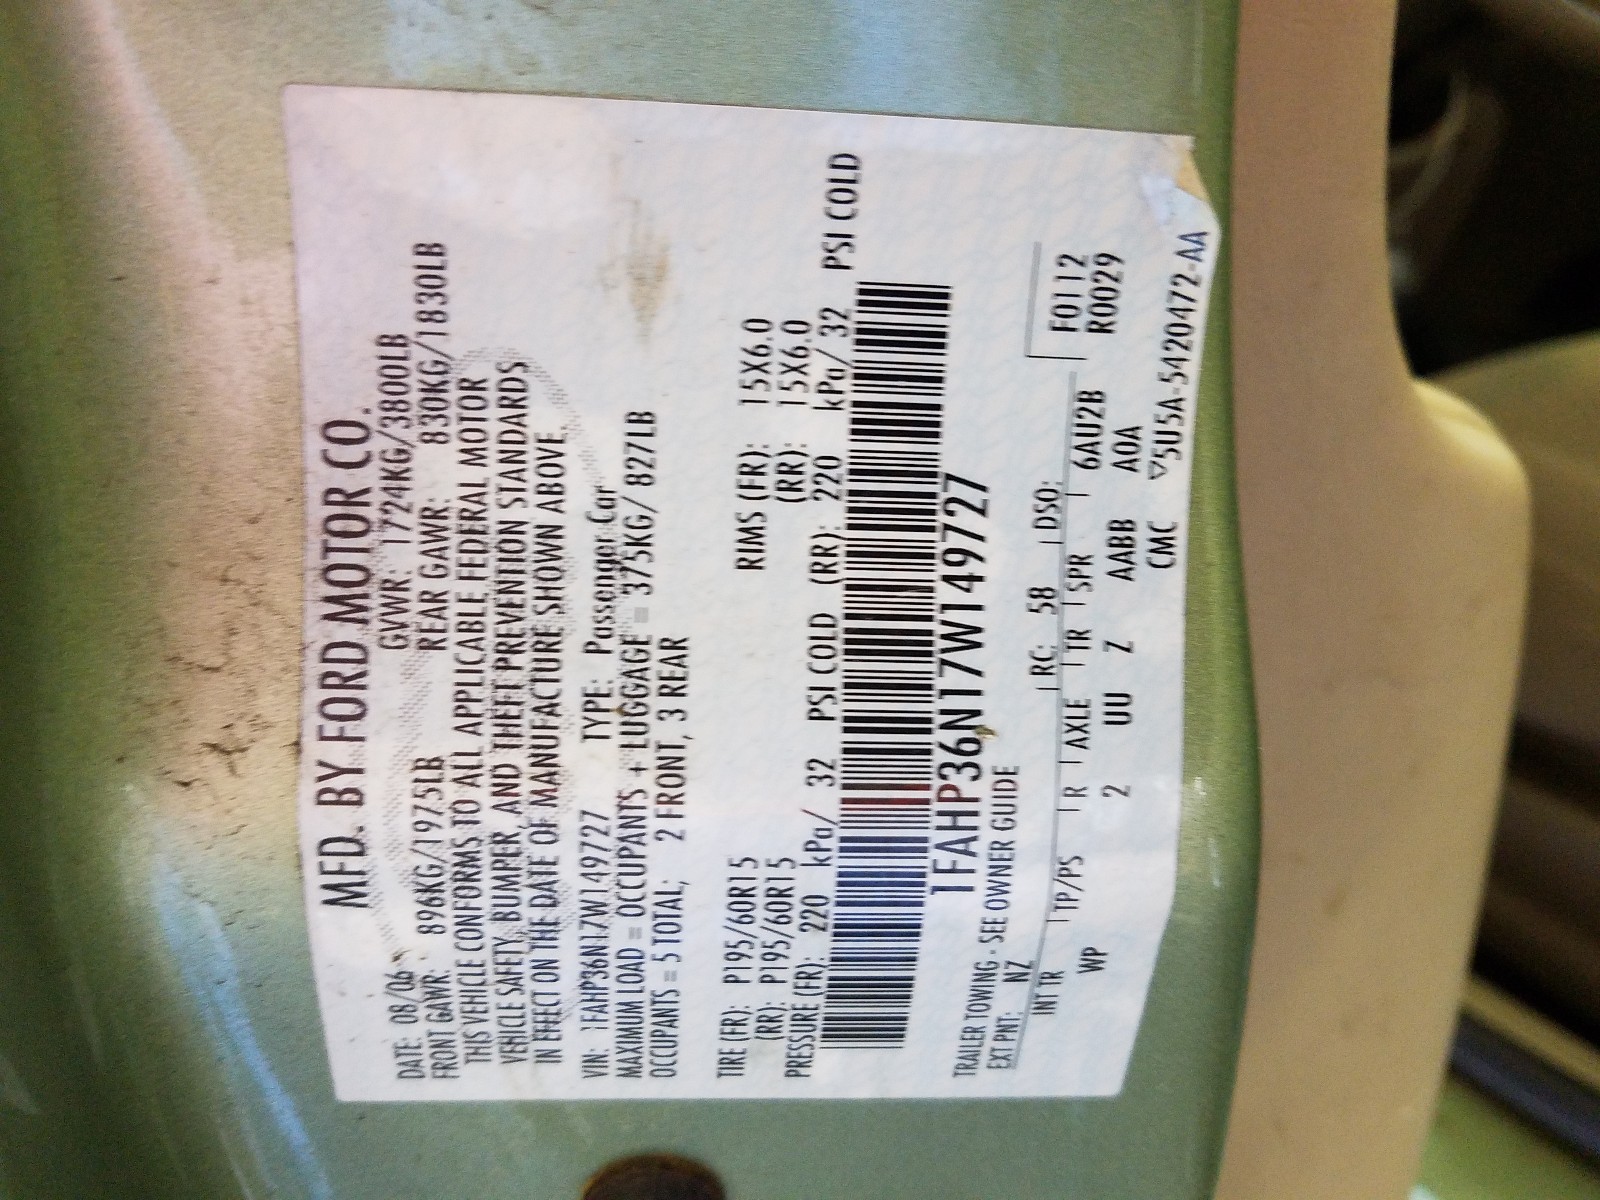 MFD. BY FORD MOTOR CO.
DATE: 08/06 GVWR: 1724KG/3800LB
FRONT GAWR: 896KG/1975LB REAR GAWR: 830KG/1830LB
THIS VEHICLE CONFORMS TO ALL APPLICABLE FEDERAL MOTOR
VEHICLE SAFETY, BUMPER, AND THEFT PREVENTION STANDARDS
IN EFFECT ON THE DATE OF MANUFACTURE SHOWN ABOVE.
VIN: 1FAHP36N17W149727 TYPE: Passenger Car
MAXIMUM LOAD = OCCUPANTS + LUGGAGE = 375KG/ 827LB
OCCUPANTS = 5 TOTAL; 2 FRONT, 3 REAR
TIRE (FR): P195/60R15 RIMS (FR): 15X6.0
(RR): P195/60R15 (RR): 15X6.0
PRESSURE (FR): 220 kPa/ 32 PSI COLD (RR): 220 kPa/ 32 PSI COLD
1FAHP36N17W149727
TRAILER TOWING - SEE OWNER GUIDE
EXT PNT: NZ RC: 58 DSO: F0112
INT TR TP/PS R AXLE TR SPR 6AU2B R0029
WP 2 UU Z AABB A0A
CMC ▽5U5A-5420472-AA